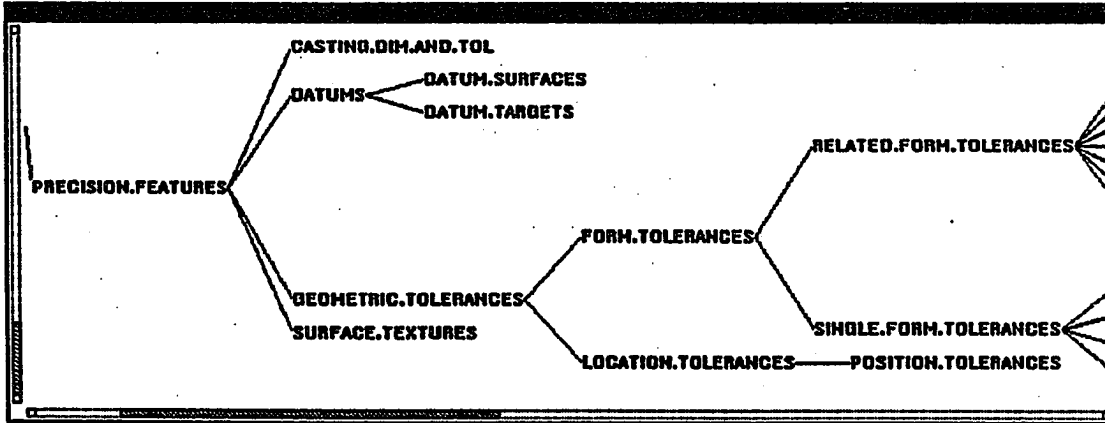 CASTING.DIM.AND.TOL
DATUM.SURFACES
DATUMS
DATUM.TARGETS
RELATED.FORM.TOLERANCES
PRECISION.FEATURES
FORM.TOLERANCES
GEOMETRIC.TOLERANCES
SINGLE.FORM.TOLERANCES
SURFACE.TEXTURES
LOCATION.TOLERANCES
POSITION.TOLERANCES